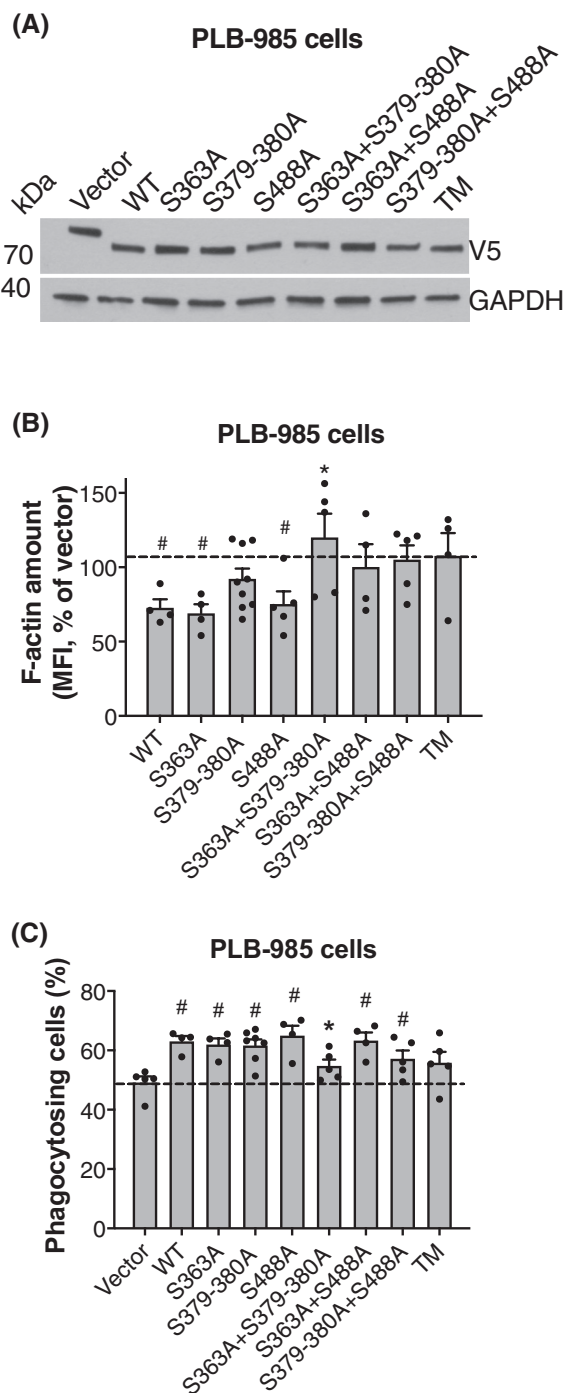 (A)
PLB-985 cells
kDa
Vector
WT
S363A
S379-380A
S488A
S363A+S379-380A
S363A+S488A
S379-380A+S488A
TM
70
V5
40
GAPDH
(B)
PLB-985 cells
F-actin amount
(MFI, % of vector)
150
100
50
0
#
#
#
*
WT
S363A
S379-380A
S488A
S363A+S379-380A
S363A+S488A
S379-380A+S488A
TM
(C)
PLB-985 cells
Phagocytosing cells (%)
80
60
40
20
0
#
#
#
#
*
#
#
Vector
WT
S363A
S379-380A
S488A
S363A+S379-380A
S363A+S488A
S379-380A+S488A
TM